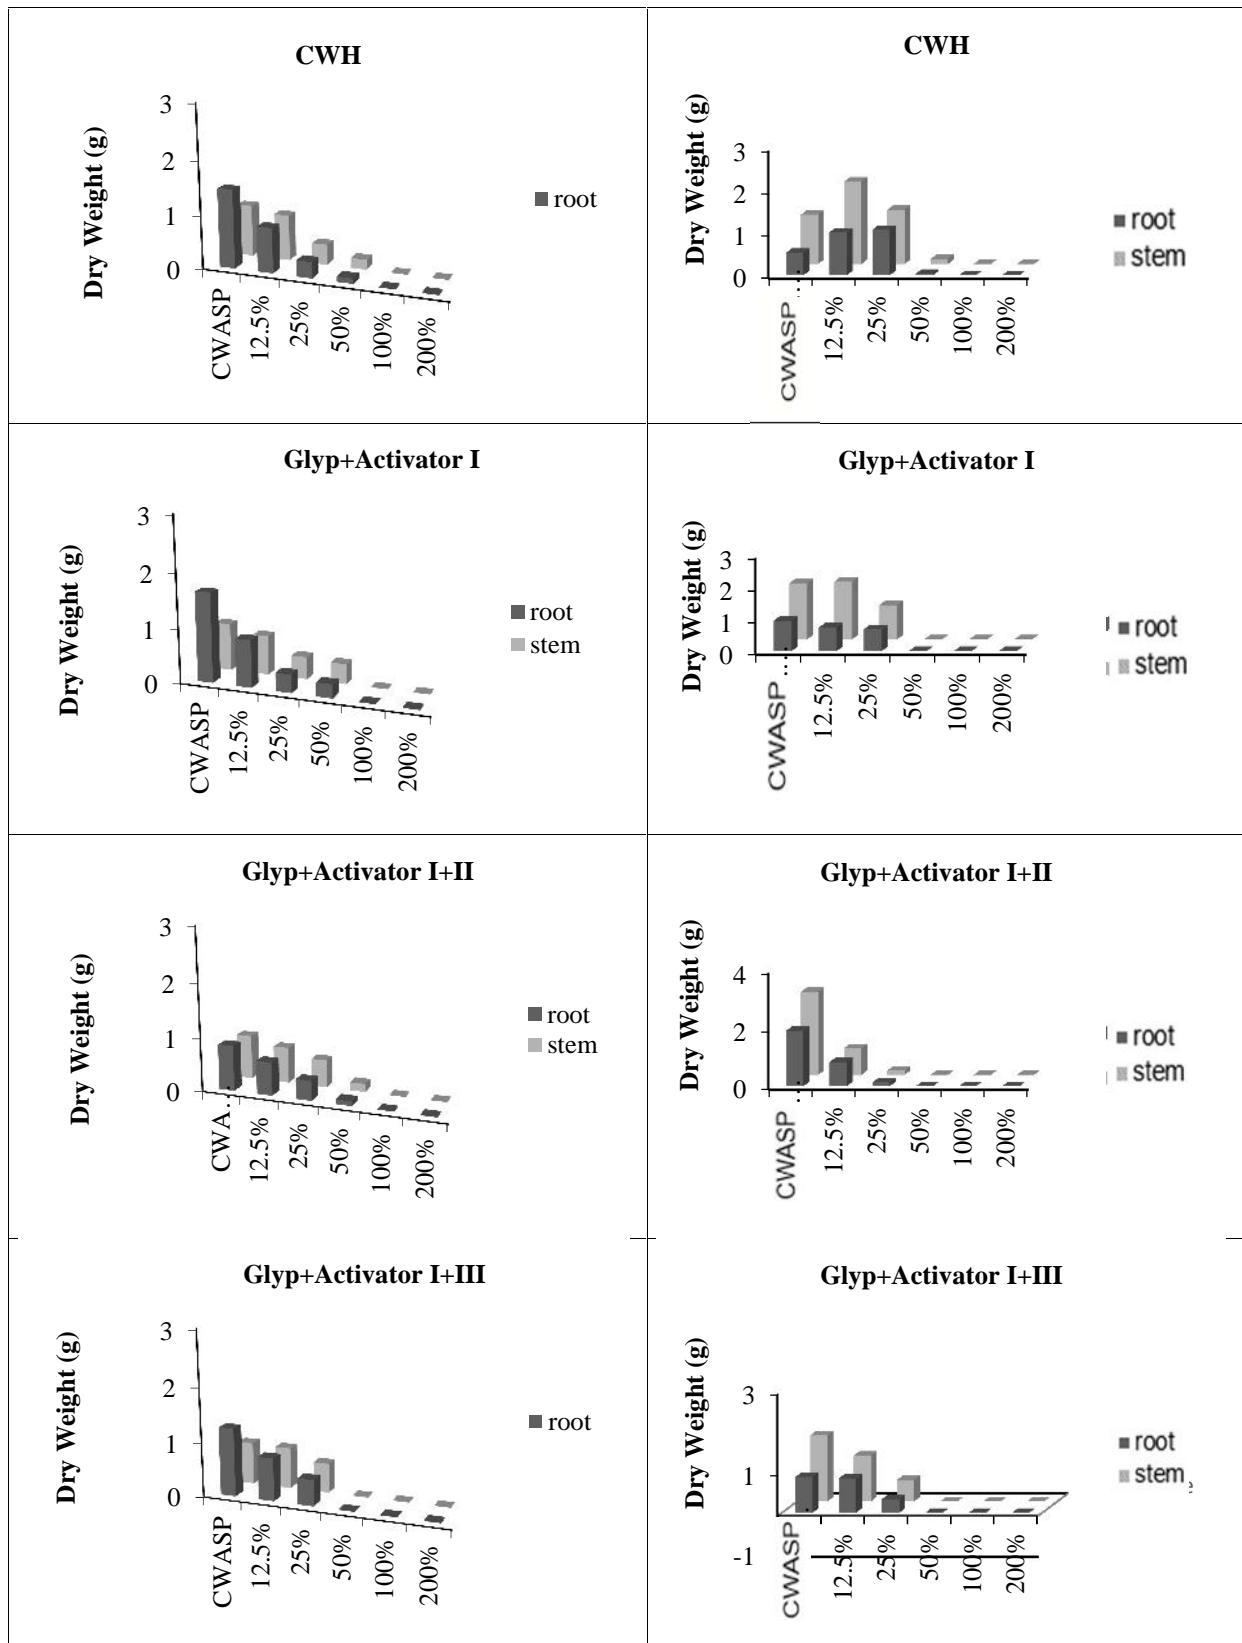 CWH
Dry Weight (g)
3
2
1
0
CWASP
12.5%
25%
50%
100%
200%
root
CWH
Dry Weight (g)
3
2
1
0
CWASP
12.5%
25%
50%
100%
200%
root
stem
Glyp+Activator I
Dry Weight (g)
3
2
1
0
CWASP
12.5%
25%
50%
100%
200%
root
stem
Glyp+Activator I
Dry Weight (g)
3
2
1
0
CWASP
12.5%
25%
50%
100%
200%
root
stem
Glyp+Activator I+II
Dry Weight (g)
3
2
1
0
CWA…
12.5%
25%
50%
100%
200%
root
stem
Glyp+Activator I+II
Dry Weight (g)
4
2
0
CWASP
12.5%
25%
50%
100%
200%
root
stem
Glyp+Activator I+III
Dry Weight (g)
3
2
1
0
CWASP
12.5%
25%
50%
100%
200%
root
Glyp+Activator I+III
Dry Weight (g)
3
1
-1
CWASP
12.5%
25%
50%
100%
200%
root
stem